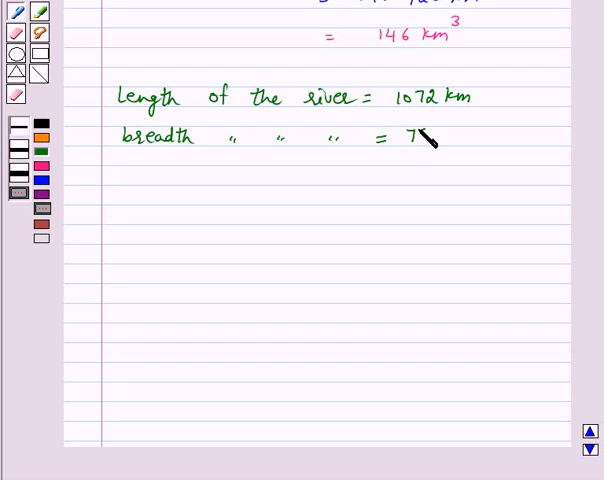 = 146 km³
Length of the river = 1072 km
breadth " " " = 7